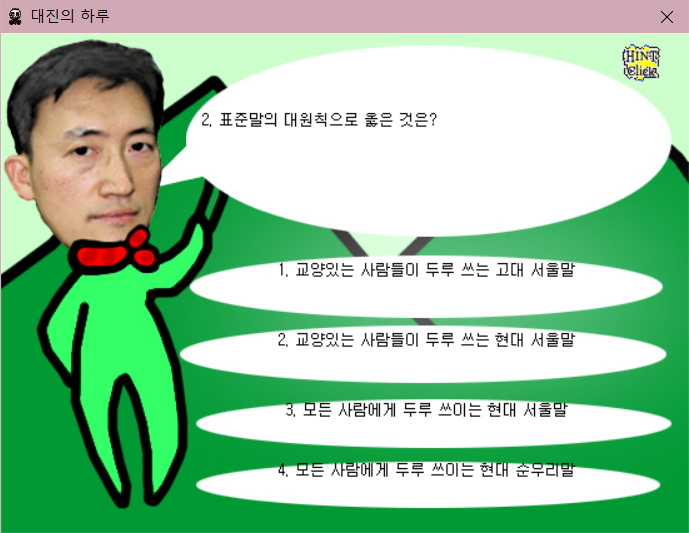 대진의 하루
HINT
Click
2. 표준말의 대원칙으로 옳은 것은?
1. 교양있는 사람들이 두루 쓰는 고대 서울말
2. 교양있는 사람들이 두루 쓰는 현대 서울말
3. 모든 사람에게 두루 쓰이는 현대 서울말
4. 모든 사람에게 두루 쓰이는 현대 순우리말